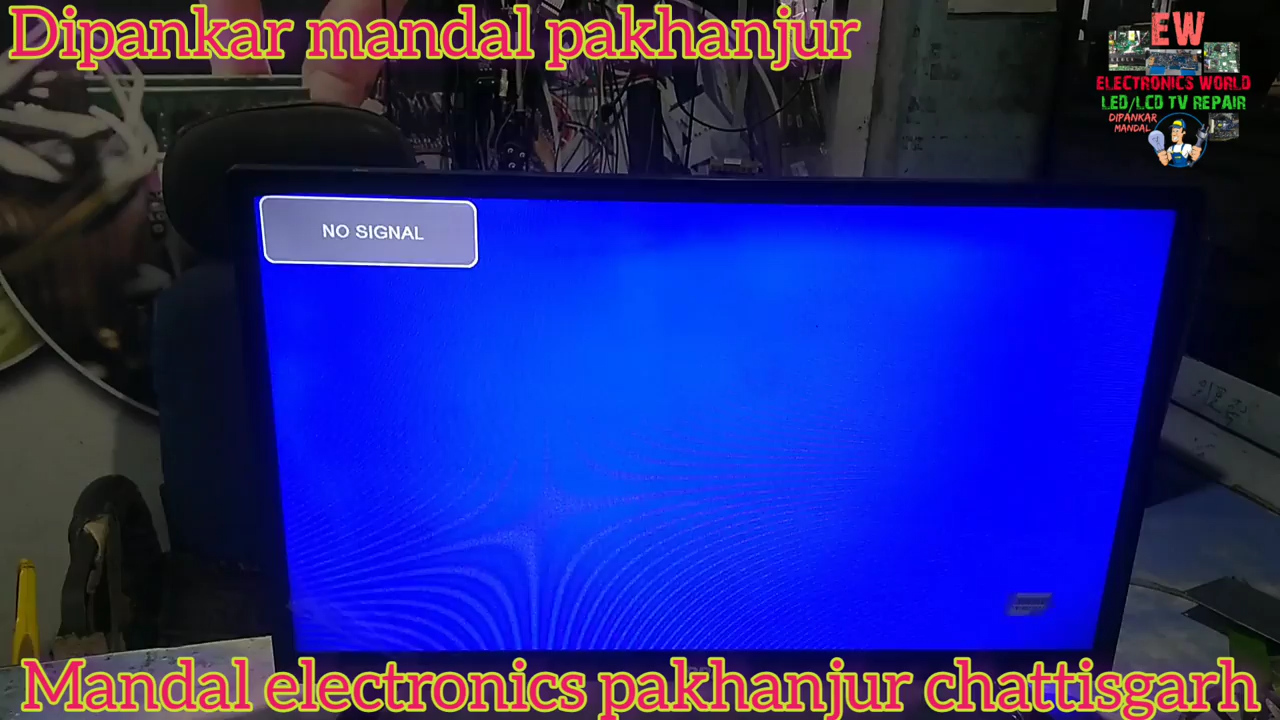 Dipankar mandal pakhanjur
EW
ELECTRONICS WORLD
LED/LCD TV REPAIR
DIPANKAR
MANDAL
NO SIGNAL
Mandal electronics pakhanjur chattisgarh